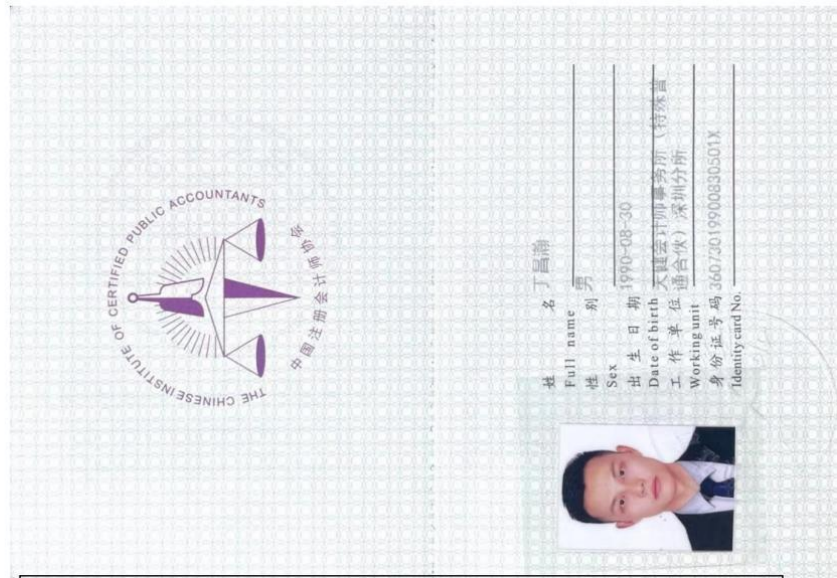 THE CHINESE INSTITUTE OF CERTIFIED PUBLIC ACCOUNTANTS
中国注册会计师协会
姓 名 丁昌瀚
Full name
性 别 男
Sex
出 生 日 期 1990-08-30
Date of birth
工 作 单 位 天健会计师事务所（特殊普
通合伙）深圳分所
Working unit
身份证号码 36073019900830501X
Identity card No.